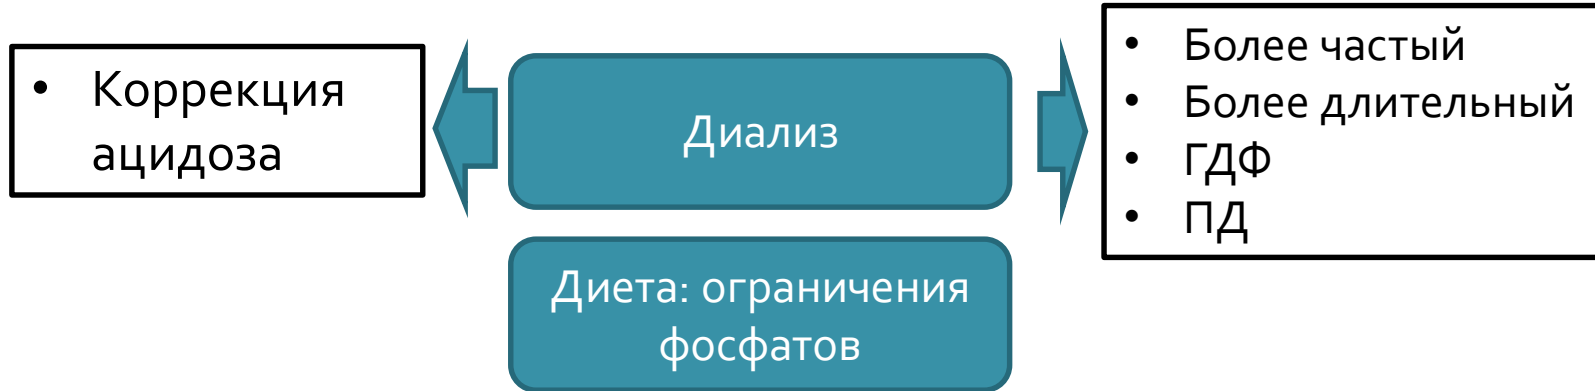 • Коррекция
ацидоза
Диализ
• Более частый
• Более длительный
• ГДФ
• ПД
Диета: ограничения
фосфатов